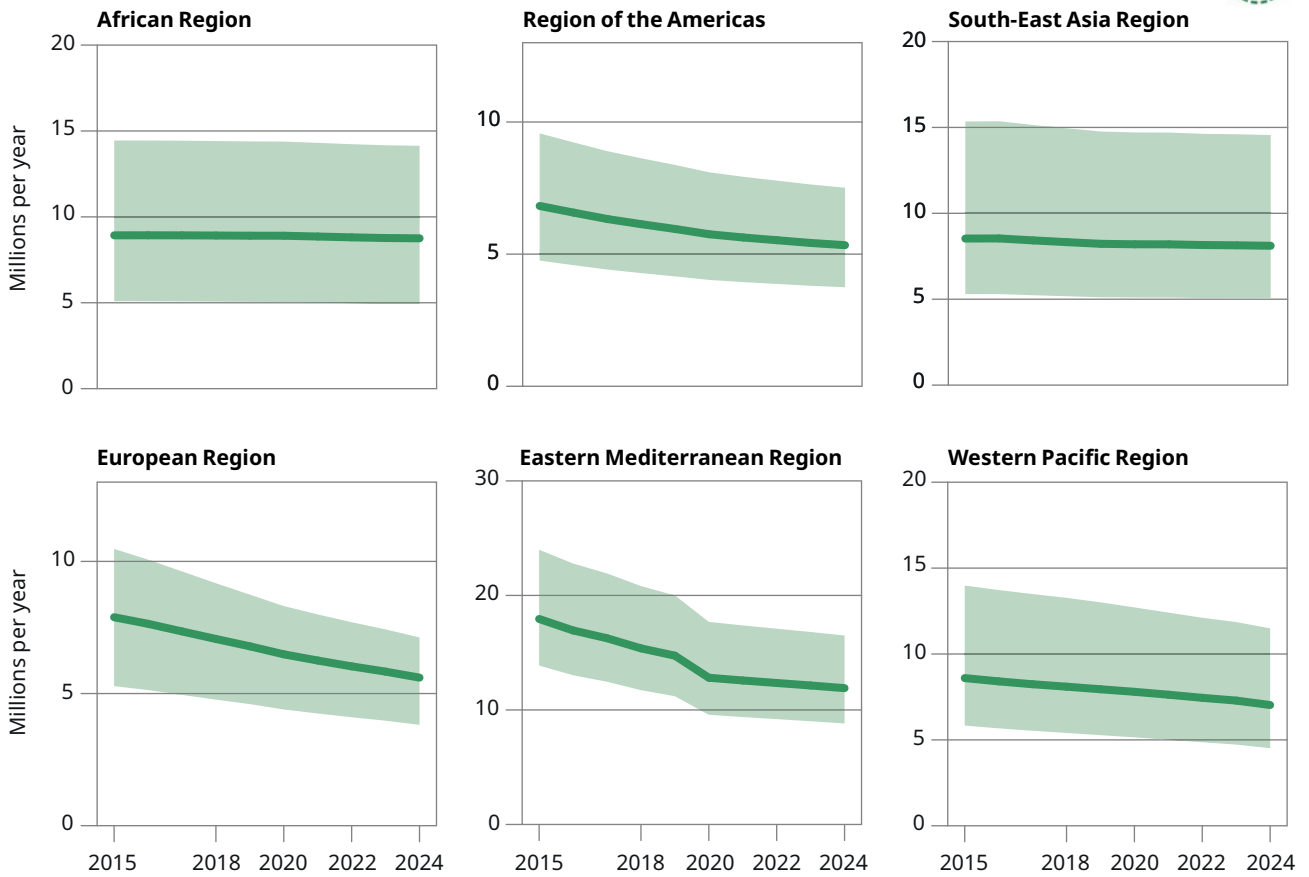 African Region
Region of the Americas
South-East Asia Region
Millions per year
20
15
10
5
0
10
5
0
20
15
10
5
0
European Region
Eastern Mediterranean Region
Western Pacific Region
Millions per year
10
5
0
30
20
10
0
20
15
10
5
0
2015 2018 2020 2022 2024
2015 2018 2020 2022 2024
2015 2018 2020 2022 2024